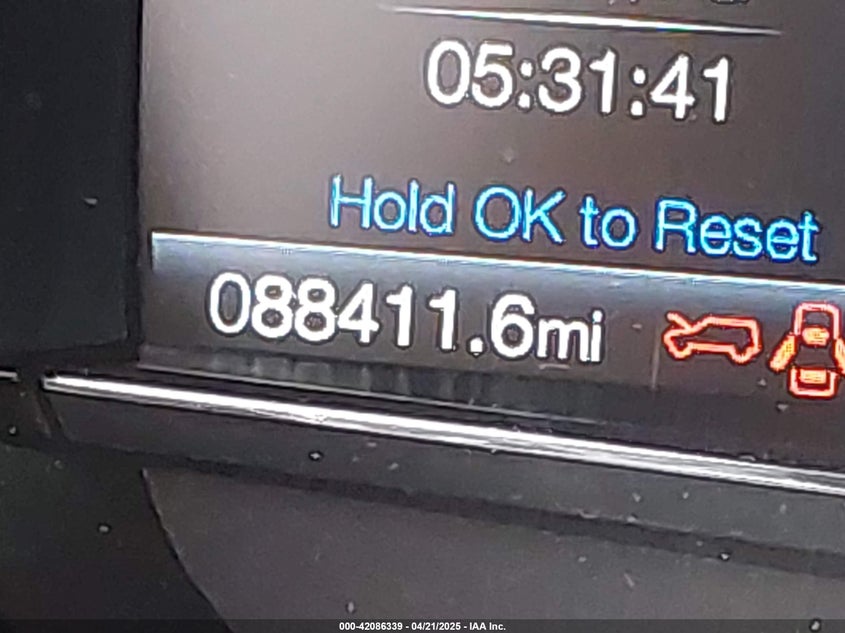 05:31:41
Hold OK to Reset
088411.6mi
000-42086339 - 04/21/2025 - IAA Inc.